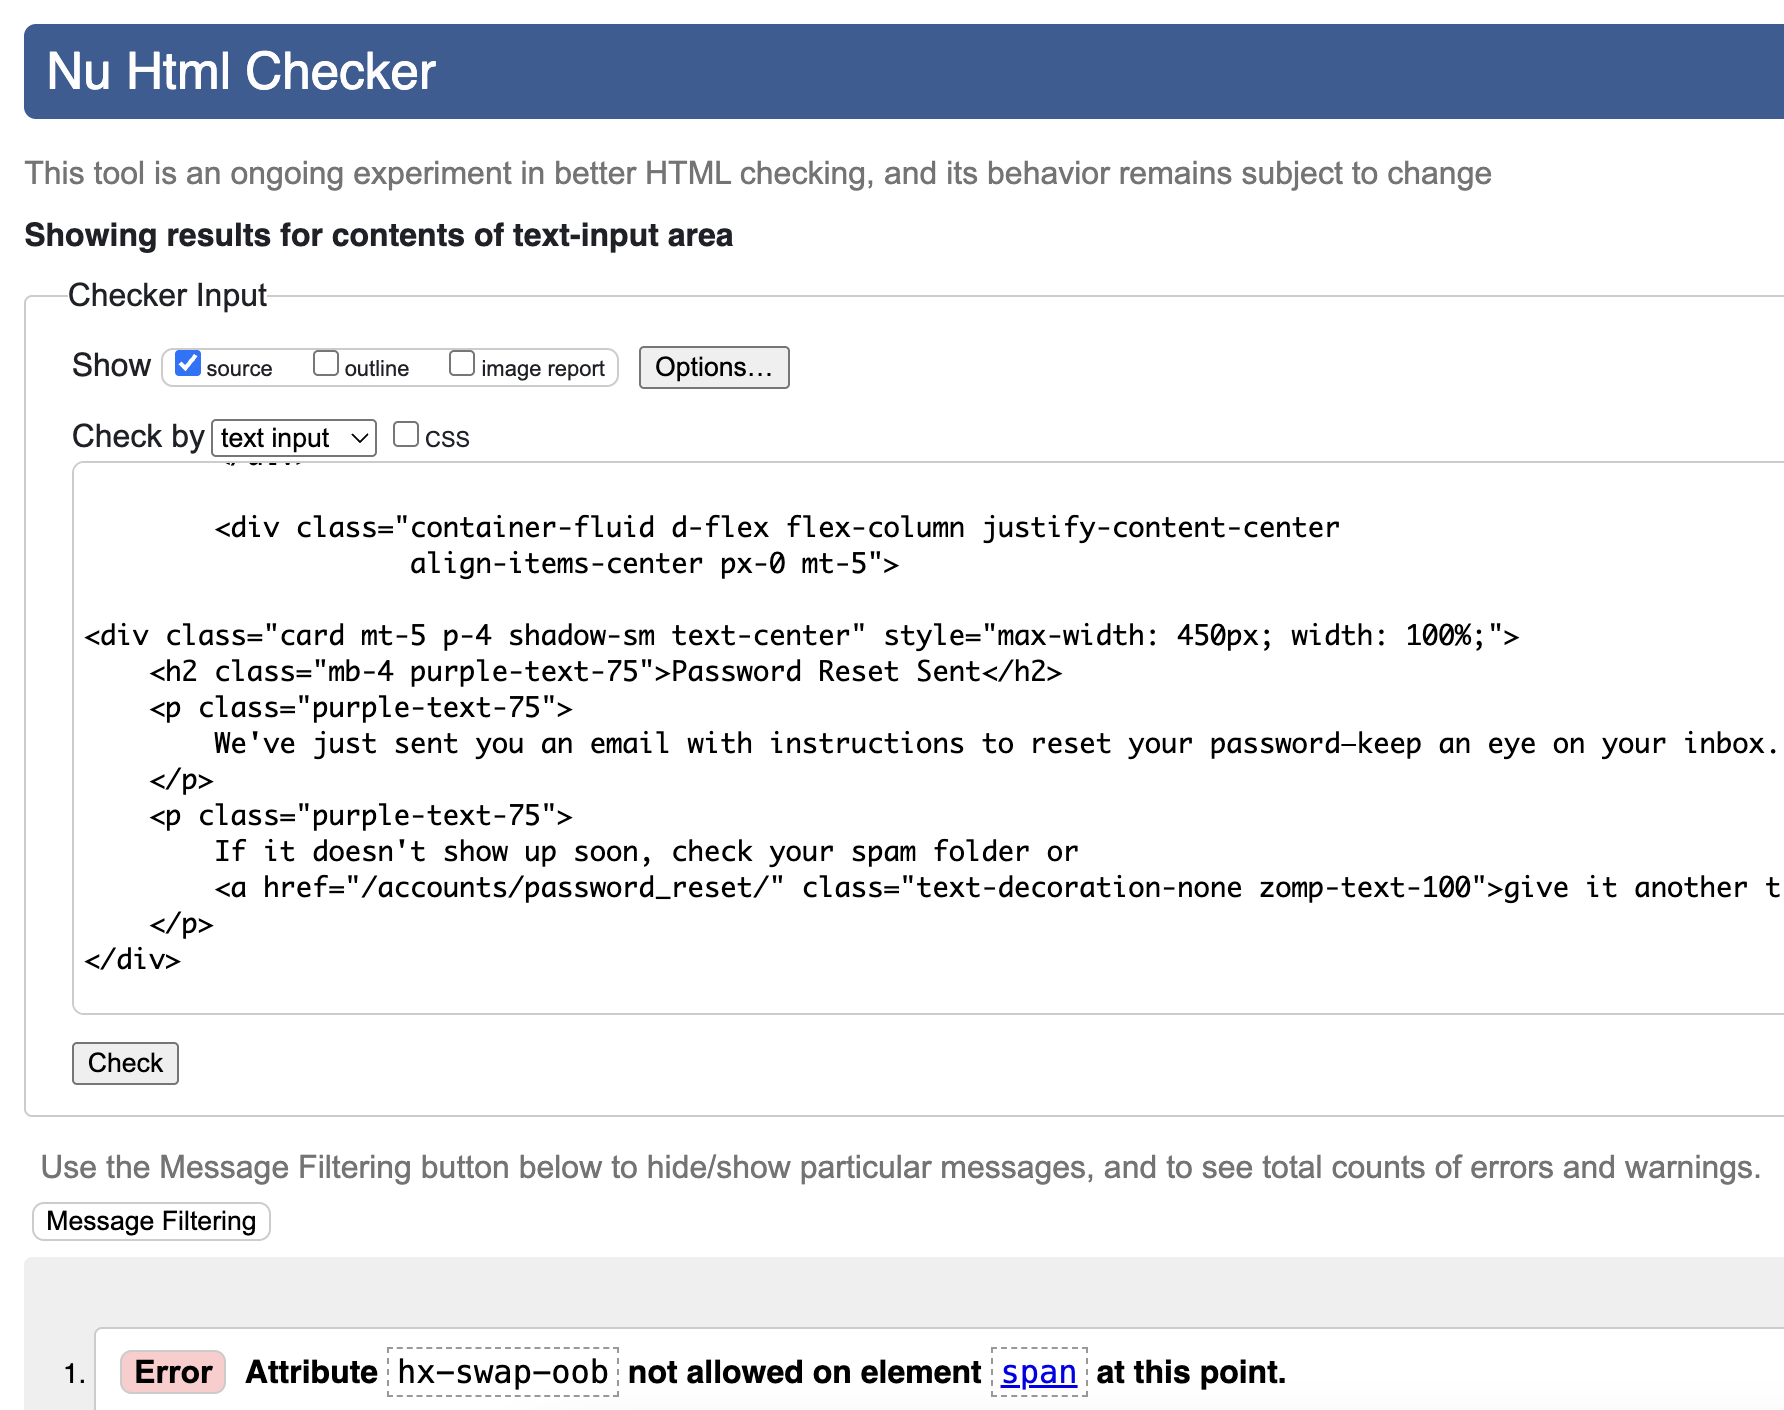 Nu Html Checker
This tool is an ongoing experiment in better HTML checking, and its behavior remains subject to change
Showing results for contents of text-input area
Checker Input
Show source outline image report Options...
Check by text input CSS
<div class="container-fluid d-flex flex-column justify-content-center
align-items-center px-0 mt-5">
<div class="card mt-5 p-4 shadow-sm text-center" style="max-width: 450px; width: 100%;">
<h2 class="mb-4 purple-text-75">Password Reset Sent</h2>
<p class="purple-text-75">
We've just sent you an email with instructions to reset your password—keep an eye on your inbox.
</p>
<p class="purple-text-75">
If it doesn't show up soon, check your spam folder or
<a href="/accounts/password_reset/" class="text-decoration-none zomp-text-100">give it another t
</p>
</div>
Check
Use the Message Filtering button below to hide/show particular messages, and to see total counts of errors and warnings.
Message Filtering
1. Error Attribute hx-swap-oob not allowed on element span at this point.